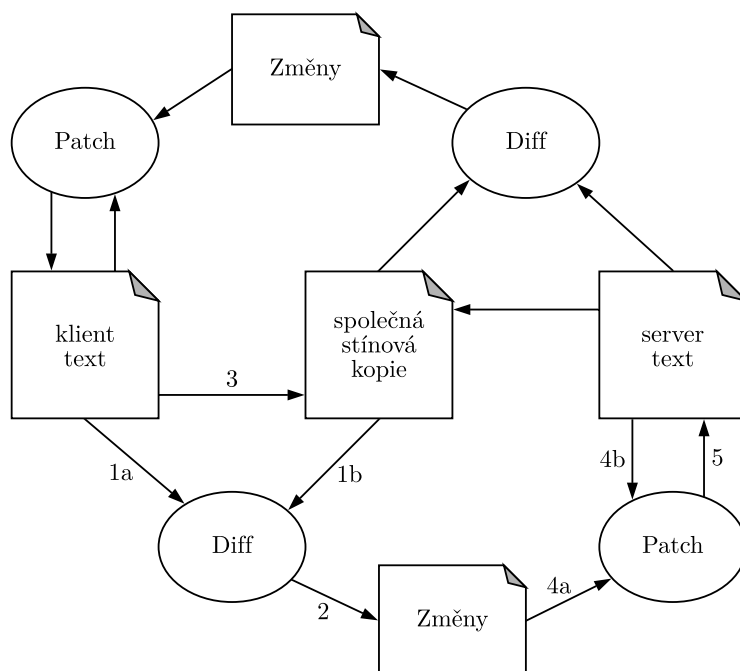 Změny
Patch
Diff
klient
text
společná
stínová
kopie
server
text
3
1a
1b
4b
5
Diff
Patch
2
4a
Změny